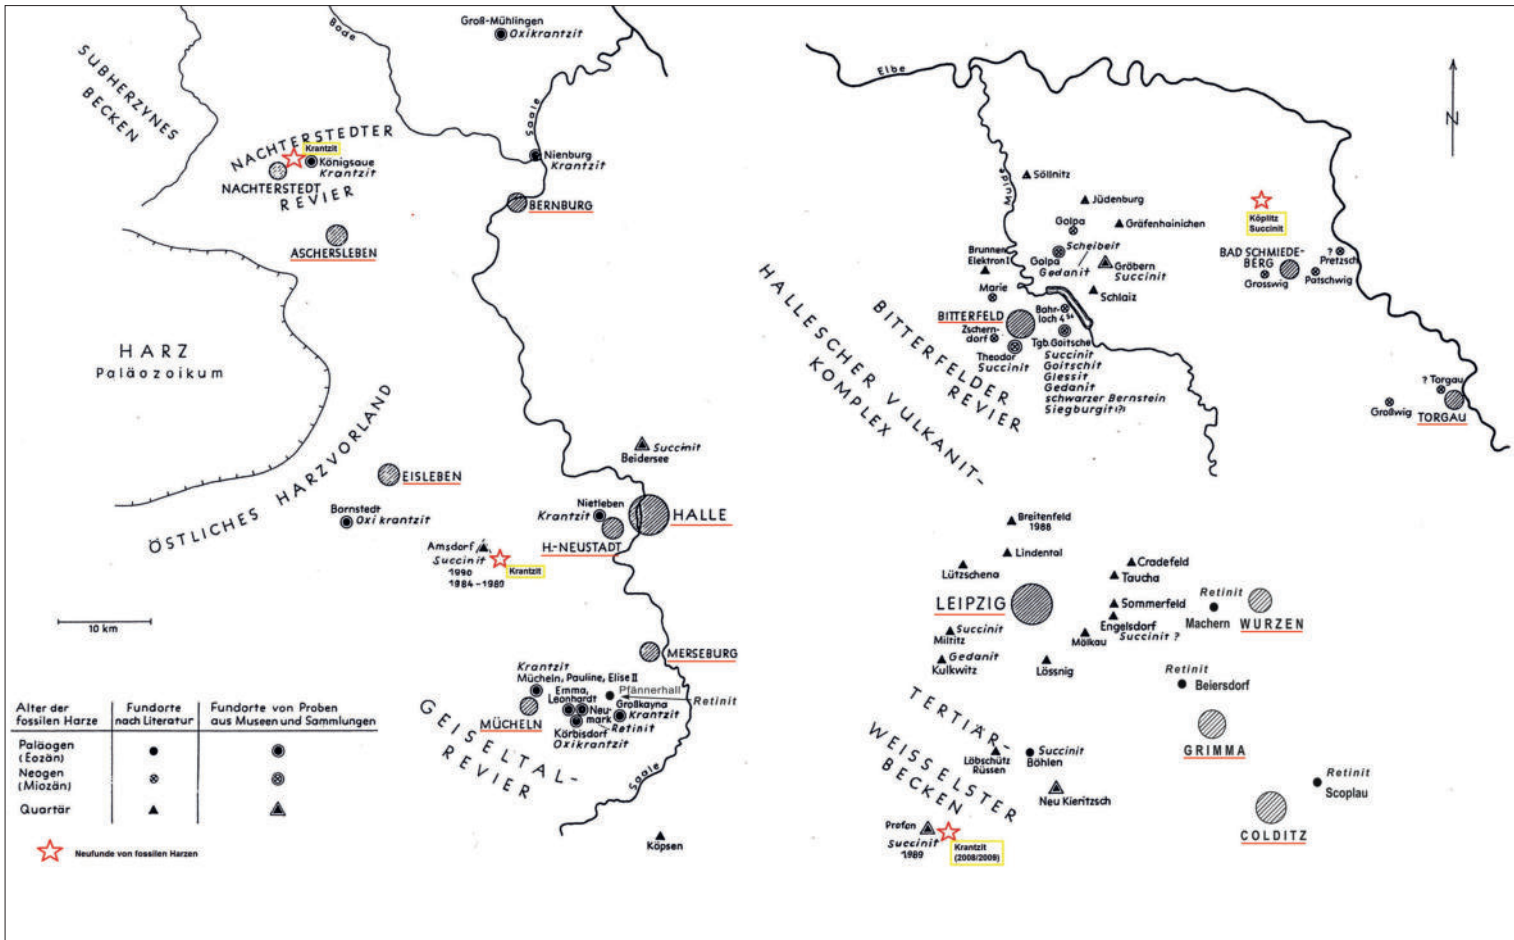 Groß-Mühlingen
Oxikrantzit
Bode
SUBHERZYNES
BECKEN
Saale
NACHTERSTEDTER
REVIER
Krantzit
Königsaue
Krantzit
NACHTERSTEDT
Nienburg
Krantzit
BERNBURG
ASCHERSLEBEN
HARZ
Paläozoikum
ÖSTLICHES HARZVORLAND
EISLEBEN
Bornstedt
Oxikrantzit
Succinit
Beidersee
Nietleben
Krantzit
HALLE
H.-NEUSTADT
Amsdorf
Succinit
1990
1984-1980
Krantzit
10 km
MERSEBURG
Krantzit
Mücheln, Pauline, Elise II
Emma,
Leonhardt
Pfännerhall
Retinit
Neu-
mark
Großkayna
Krantzit
Retinit
Körbisdorf
Oxikrantzit
MÜCHELN
GEISELTAL-
REVIER
Saale
Köpsen
Elbe
N
Mulde
Söllnitz
Jüdenburg
Gräfenhainichen
Golpa
Scheibeit
Golpa
Gedanit
Gröbern
Succinit
Brunnen
Elektron I
Marie
Schlaiz
BITTERFELD
Bahr-
loch 4
Zschern-
dorf
Theodor
Succinit
Tgb. Goitsche
Succinit
Goitschit
Glessit
Gedanit
schwarzer Bernstein
Siegburgit (?)
Köplitz
Succinit
BAD SCHMIEDE-
BERG
Grosswig
? Pretzsch
Patschwig
? Torgau
Großwig
TORGAU
HALLESCHER VULKANIT-
KOMPLEX
BITTERFELDER
REVIER
Breitenfeld
1988
Lindental
Lützschena
Cradefeld
Taucha
LEIPZIG
Sommerfeld
Engelsdorf
Succinit ?
Mölkau
Retinit
Machern
WURZEN
Succinit
Miltitz
Gedanit
Kulkwitz
Lössnig
Retinit
Beiersdorf
GRIMMA
TERTIÄR-
WEISSELSTER
BECKEN
Löbschütz
Rüssen
Succinit
Böhlen
Neu Kieritzsch
Retinit
Scoplau
COLDITZ
Profen
Succinit
1989
Krantzit
(2008/2009)
Alter der
fossilen Harze
Fundorte
nach Literatur
Fundorte von Proben
aus Museen und Sammlungen
Paläogen
(Eozän)
Neogen
(Miozän)
Quartär
Neufunde von fossilen Harzen